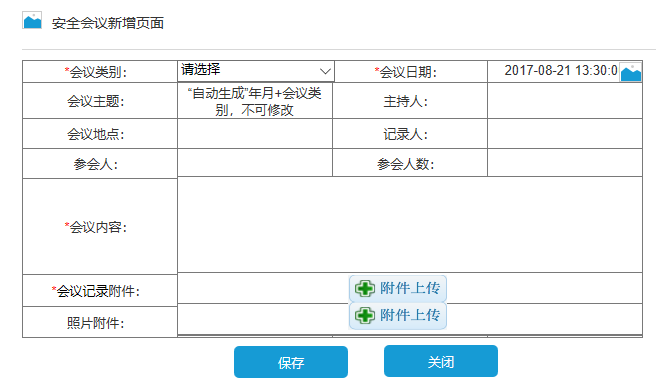 安全会议新增页面
*会议类别： 请选择 *会议日期： 2017-08-21 13:30:0
会议主题： “自动生成”年月+会议类 主持人：
别，不可修改
会议地点： 记录人：
参会人： 参会人数：
*会议内容：
*会议记录附件： 附件上传
照片附件： 附件上传
保存 关闭